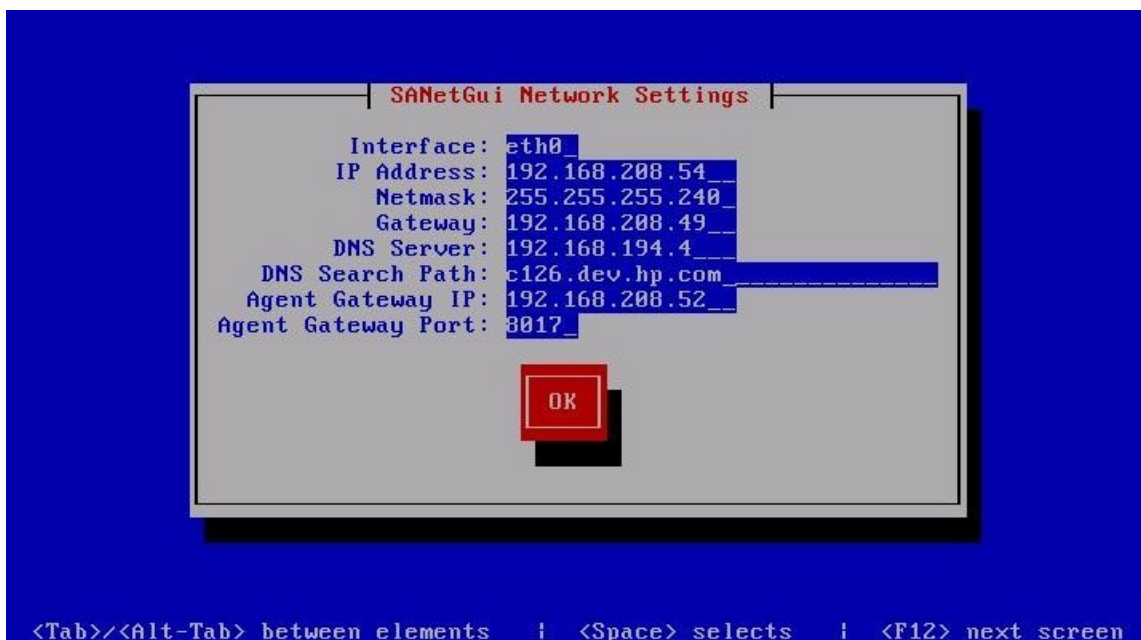 SANetGui Network Settings
Interface: eth0_
IP Address: 192.168.208.54__
Netmask: 255.255.255.240_
Gateway: 192.168.208.49__
DNS Server: 192.168.194.4___
DNS Search Path: c126.dev.hp.com_______________
Agent Gateway IP: 192.168.208.52__
Agent Gateway Port: 8017_
OK
<Tab>/<Alt-Tab> between elements | <Space> selects | <F12> next screen